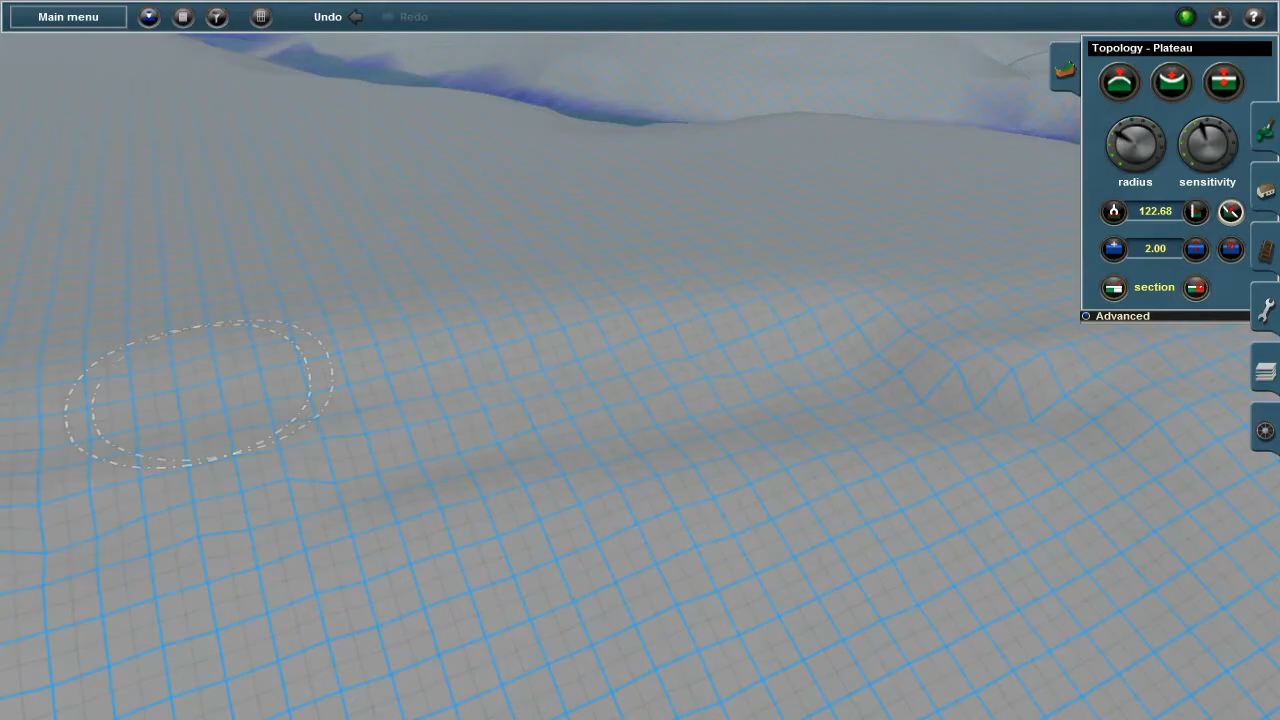 Main menu
Undo
Redo
?
Topology - Plateau
radius
sensitivity
122.68
2.00
section
Advanced